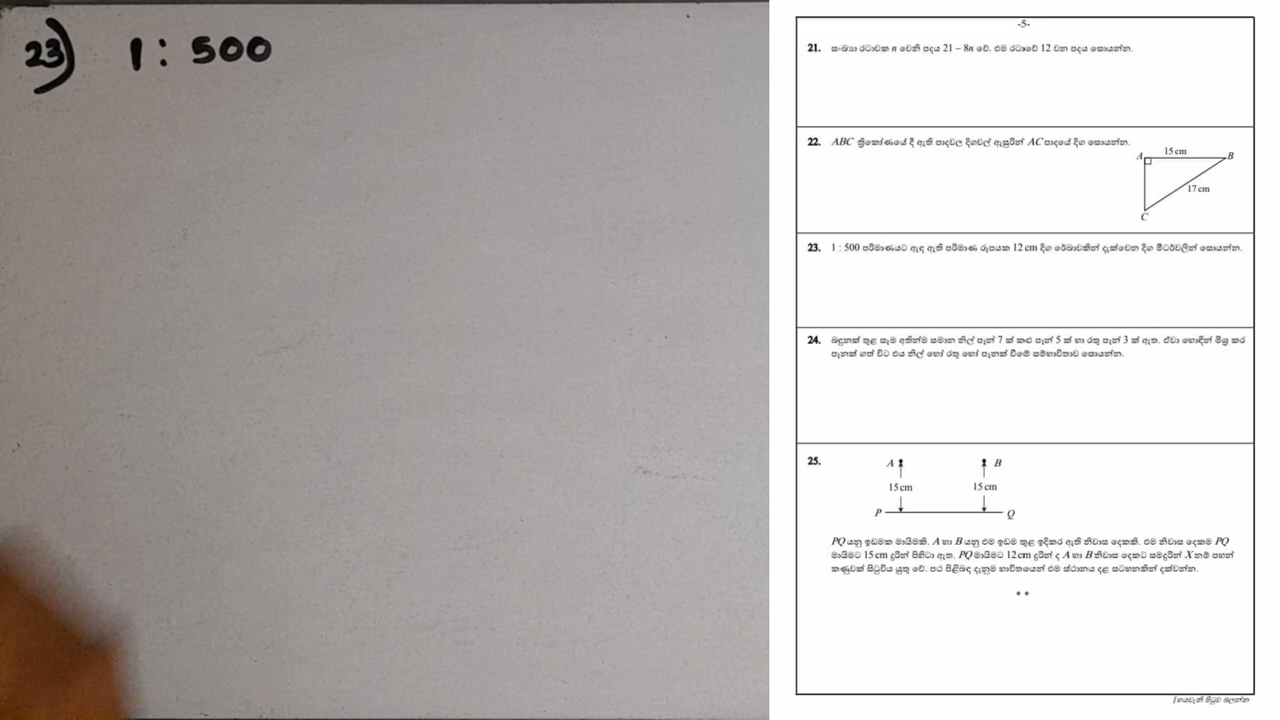 23) 1 : 500
-5-
21. සංඛ්‍යා රටාවක n වෙනි පදය 21 – 8n වේ. එම රටාවේ 12 වන පදය සොයන්න.
22. ABC ත්‍රිකෝණයේ දී ඇති පාදවල දිගවල් ඇසුරින් AC පාදයේ දිග සොයන්න.
A 15 cm B
17 cm
C
23. 1 : 500 පරිමාණයට ඇඳ ඇති පරිමාණ රූපයක 12 cm දිග රේඛාවකින් දැක්වෙන දිග මීටර්වලින් සොයන්න.
24. බඳුනක් තුළ සෑම අතින්ම සමාන නිල් පෑන් 7 ක් කළු පෑන් 5 ක් හා රතු පෑන් 3 ක් ඇත. ඒවා හොඳින් මිශ්‍ර කර
පෑනක් ගත් විට එය නිල් හෝ රතු හෝ පෑනක් වීමේ සම්භාවිතාව සොයන්න.
25.
A B
15 cm 15 cm
P Q
PQ යනු ඉඩමක මායිමකි. A හා B යනු එම ඉඩම තුළ ඉදිකර ඇති නිවාස දෙකකි. එම නිවාස දෙකම PQ
මායිමට 15 cm දුරින් පිහිටා ඇත. PQ මායිමට 12 cm දුරින් ද A හා B නිවාස දෙකට සමදුරින් X නම් පහන්
කණුවක් සිටුවිය යුතු වේ. පථ පිළිබඳ දැනුම භාවිතයෙන් එම ස්ථානය දළ සටහනකින් දක්වන්න.
* *
[හයවැනි පිටුව බලන්න